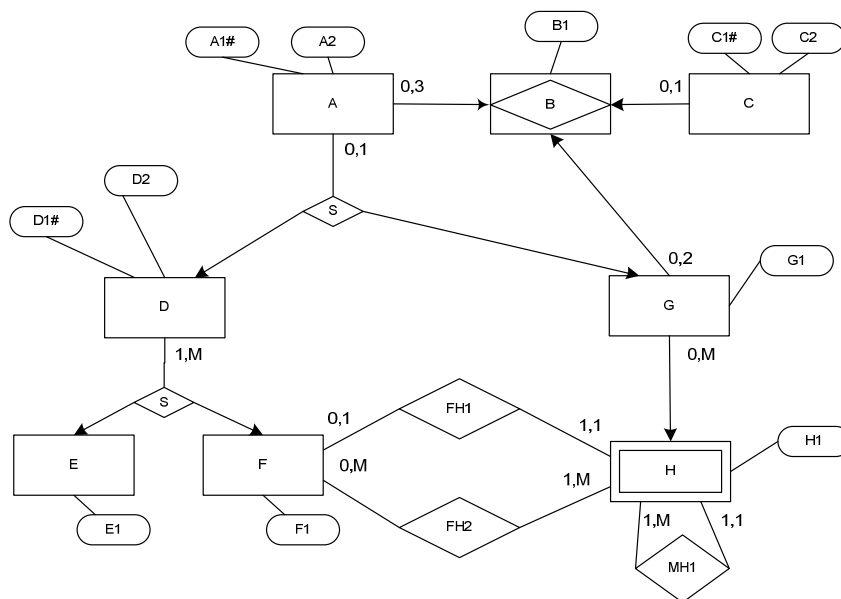 B1
A1#
A2
C1#
C2
A
0,3
B
0,1
C
0,1
D2
S
D1#
0,2
G1
D
G
1,M
0,M
S
0,1
FH1
1,1
H1
E
F
0,M
1,M
H
E1
F1
FH2
1,M
1,1
MH1